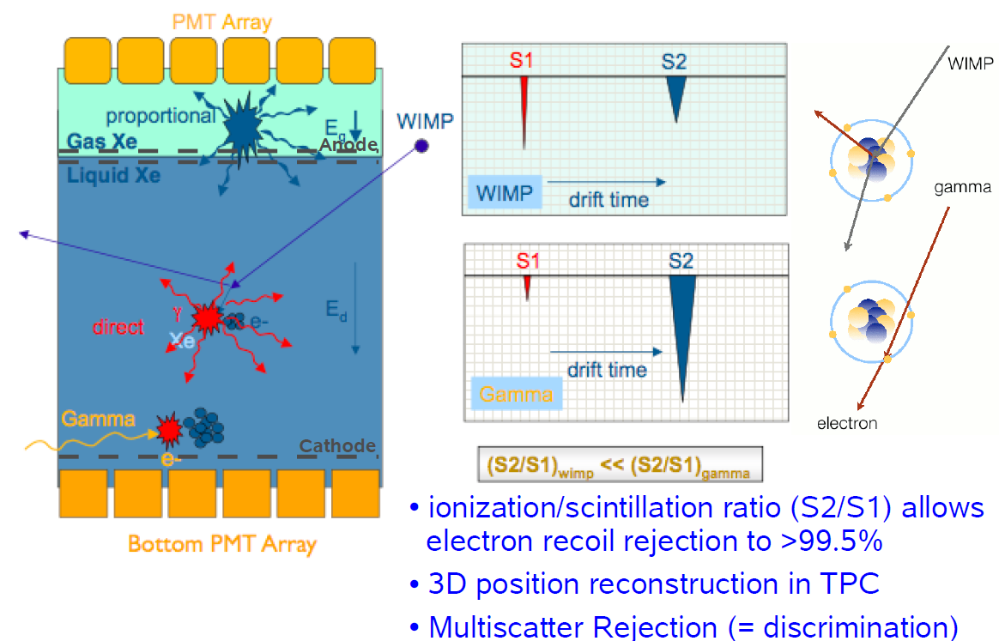 PMT Array
proportional
E_g
Gas Xe
Anode
Liquid Xe
WIMP
γ
e-
direct
Xe
E_d
Gamma
Cathode
e-
Bottom PMT Array
S1 S2
WIMP
drift time
S1 S2
drift time
Gamma
(S2/S1)wimp << (S2/S1)gamma
WIMP
gamma
electron
• ionization/scintillation ratio (S2/S1) allows
electron recoil rejection to >99.5%
• 3D position reconstruction in TPC
• Multiscatter Rejection (= discrimination)